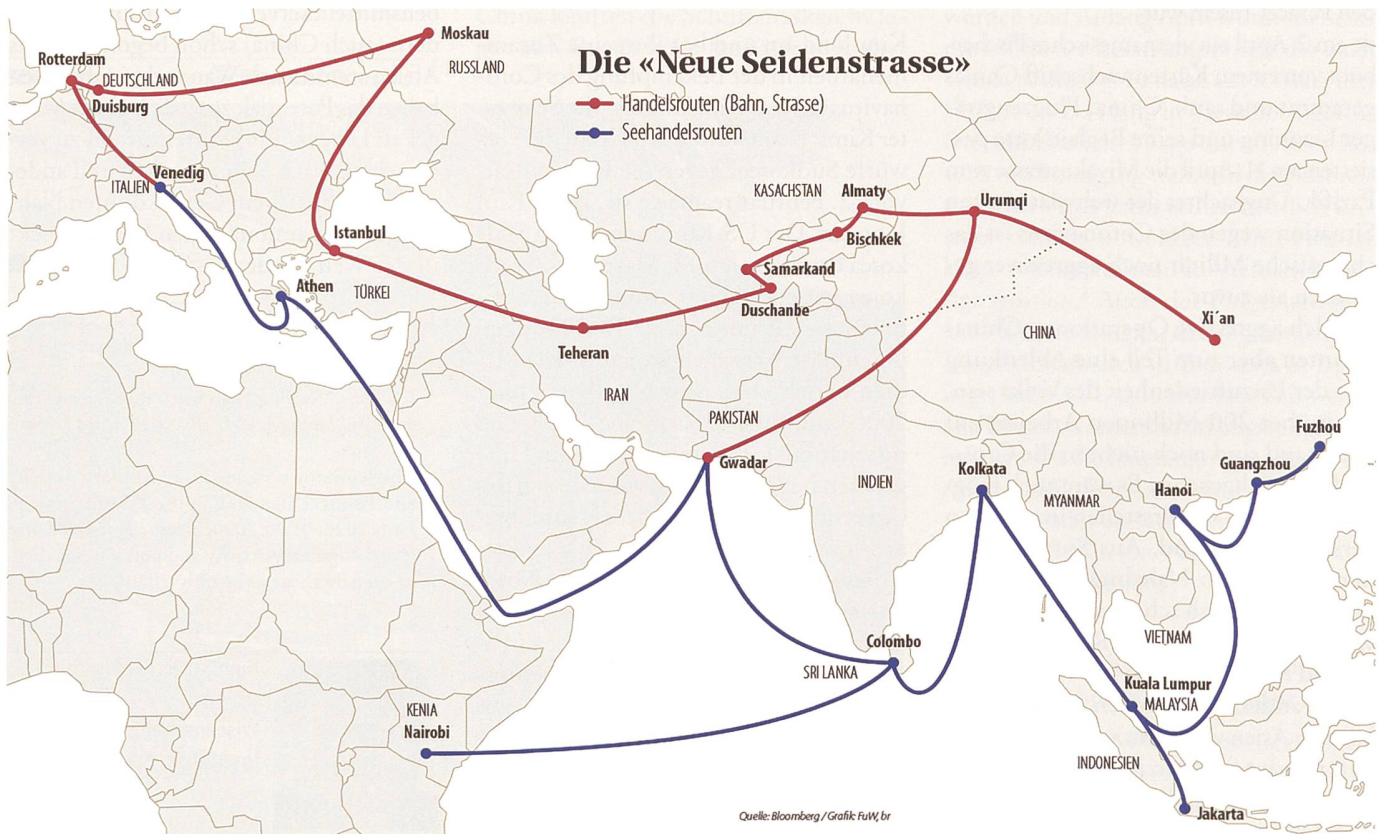 Die «Neue Seidenstrasse»
Handelsrouten (Bahn, Strasse)
Seehandelsrouten
Moskau
RUSSLAND
Rotterdam
DEUTSCHLAND
Duisburg
Venedig
ITALIEN
Istanbul
Athen
TÜRKEI
Teheran
IRAN
KASACHSTAN
Almaty
Bischkek
Samarkand
Duschanbe
Urumqi
Xi´an
CHINA
PAKISTAN
Gwadar
INDIEN
Kolkata
MYANMAR
Hanoi
Guangzhou
Fuzhou
VIETNAM
Colombo
SRI LANKA
Kuala Lumpur
MALAYSIA
INDONESIEN
Jakarta
KENIA
Nairobi
Quelle: Bloomberg / Grafik: FuW, br